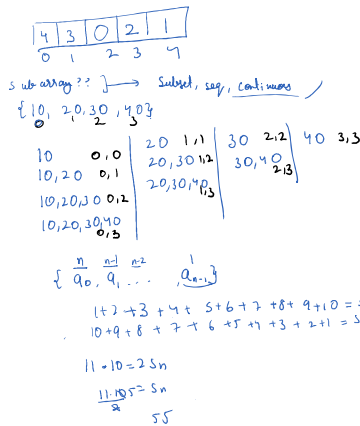 4 3 0 2 1
0 1 2 3 4
subarray?? → Subset, seq, continuous
{10, 20, 30, 40}
0 1 2 3
10 0,0
10,20 0,1
10,20,30 0,2
10,20,30,40 0,3
20 1,1
20,30 1,2
20,30,40 1,3
30 2,2
30,40 2,3
40 3,3
n n-1 n-2 1
{ a0, a1 ... , an-1 }
1+2+3+4+5+6+7+8+9+10=S
10+9+8+7+6+5+4+3+2+1=S
11*10=2Sn
=Sn
55